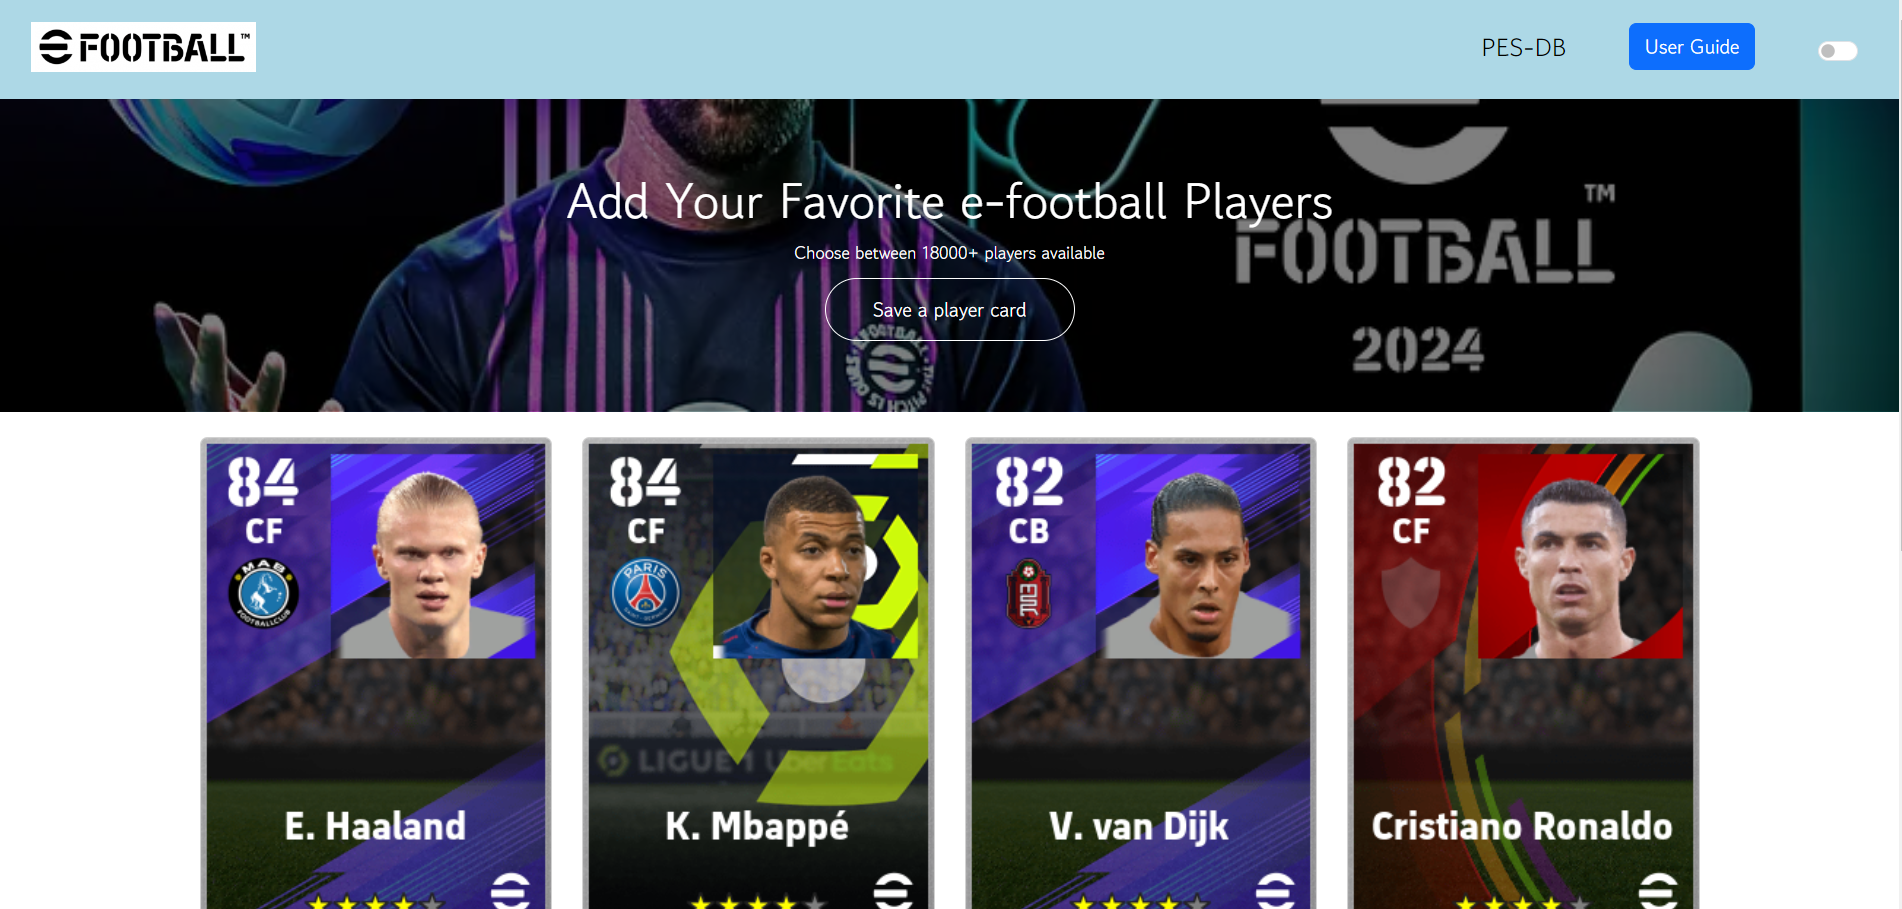 FOOTBALL™
PES-DB
User Guide
Add Your Favorite e-football Players
Choose between 18000+ players available
Save a player card
™
FOOTBALL
2024
84
CF
MAB
FOOTBALLCLUB
E. Haaland
84
CF
PARIS
SAINT-GERMAIN
LIGUE 1 Uber Eats
K. Mbappé
82
CB
V. van Dijk
82
CF
Cristiano Ronaldo